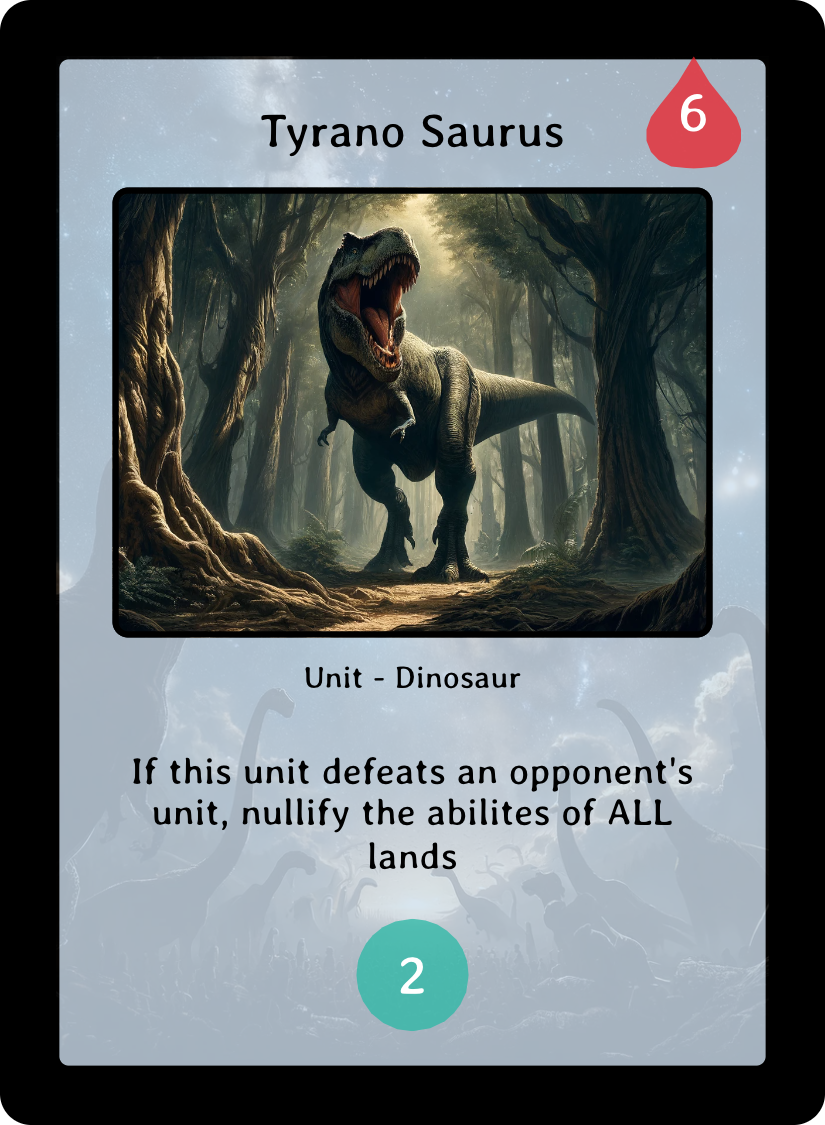 Tyrano Saurus
6
Unit - Dinosaur
If this unit defeats an opponent's
unit, nullify the abilites of ALL
lands
2